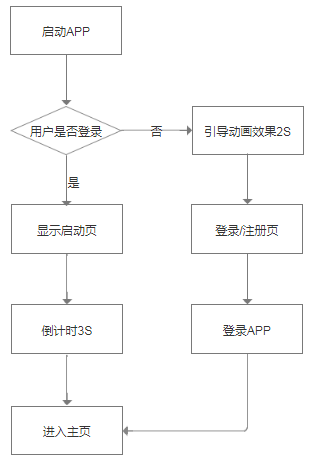 启动APP
用户是否登录
否
引导动画效果2S
是
显示启动页
登录/注册页
倒计时3S
登录APP
进入主页